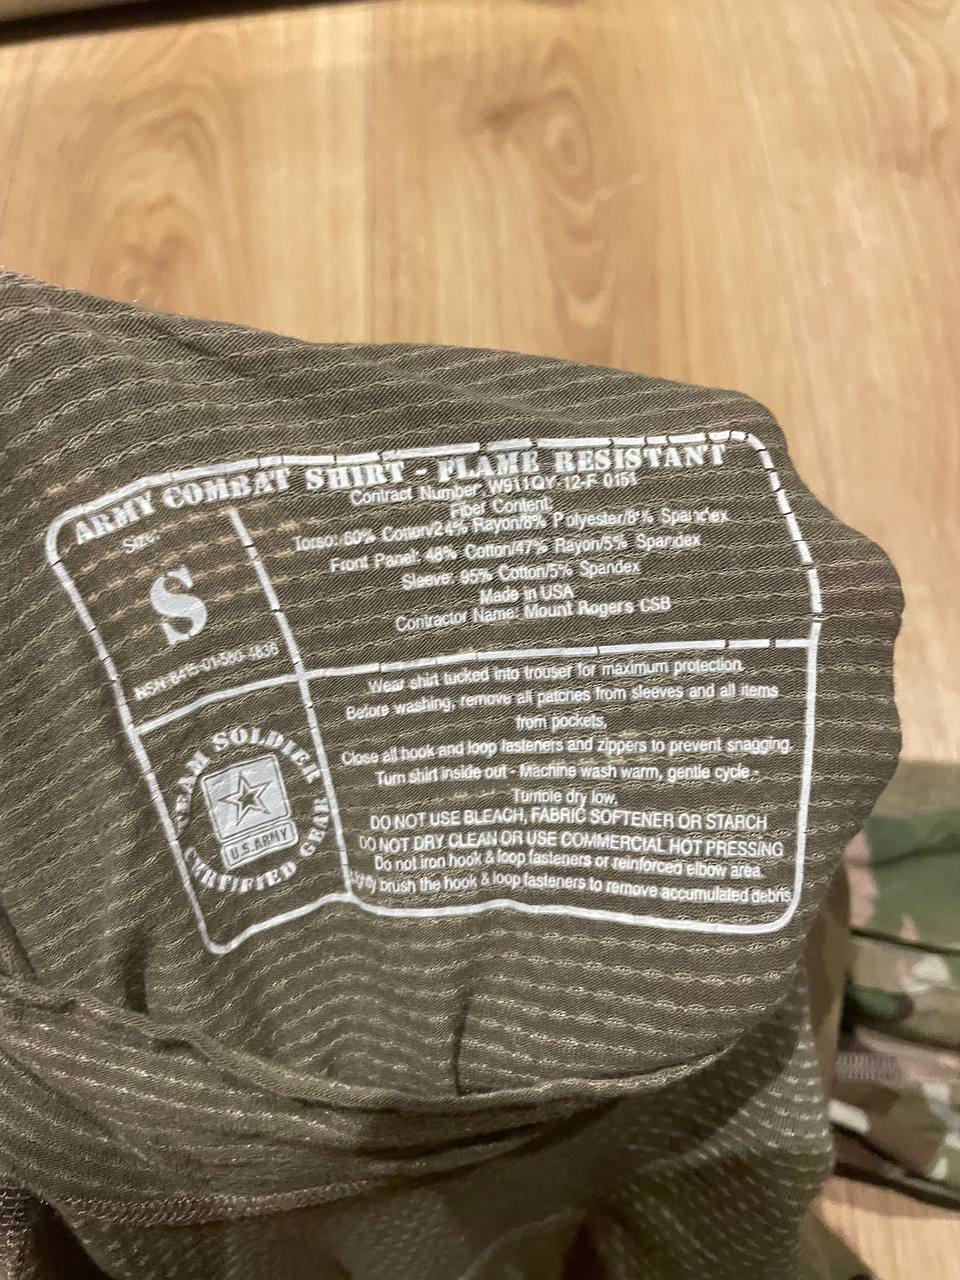 ARMY COMBAT SHIRT - FLAME RESISTANT
Contract Number: W911QY-12-F-0151
Fiber Content:
Torso: 60% Cotton/24% Rayon/8% Polyester/8% Spandex
Front Panel: 48% Cotton/47% Rayon/5% Spandex
Sleeve: 95% Cotton/5% Spandex
Made in USA
Contractor Name: Mount Rogers CSB
Size:
S
NSN-8415-01-580-4836
Wear shirt tucked into trouser for maximum protection.
Before washing, remove all patches from sleeves and all items
from pockets,
Close all hook and loop fasteners and zippers to prevent snagging.
Turn shirt inside out - Machine wash warm, gentle cycle -
Tumble dry low.
DO NOT USE BLEACH, FABRIC SOFTENER OR STARCH
DO NOT DRY CLEAN OR USE COMMERCIAL HOT PRESSING
Do not iron hook & loop fasteners or reinforced elbow area.
Lightly brush the hook & loop fasteners to remove accumulated debris.
TEAM SOLDIER
U.S.ARMY
CERTIFIED GEAR